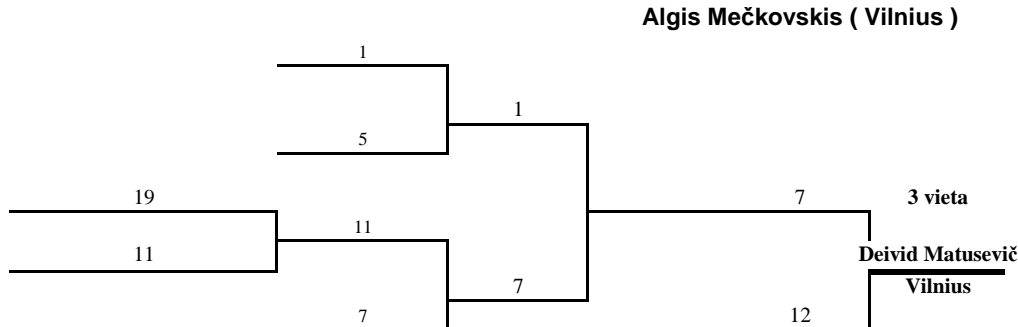 Algis Mečkovskis ( Vilnius )
1
1
5
19
7
3 vieta
11
11
Deivid Matusevič
7
Vilnius
7
12